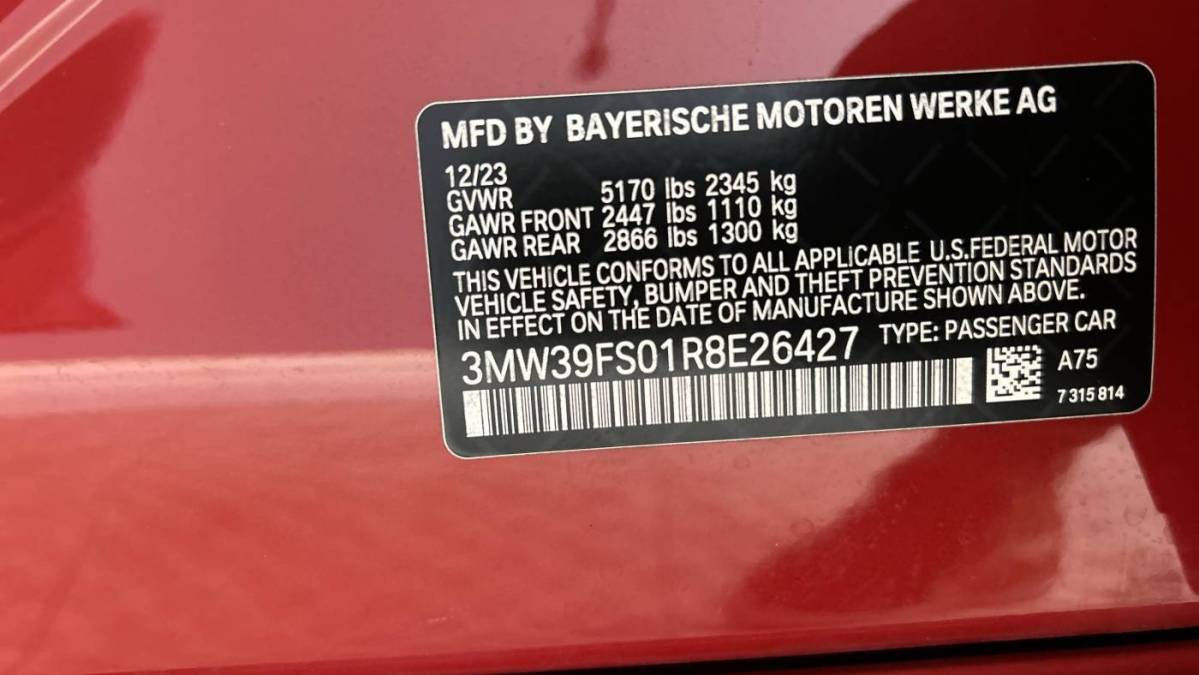 MFD BY BAYERISCHE MOTOREN WERKE AG
12/23
GVWR 5170 lbs 2345 kg
GAWR FRONT 2447 lbs 1110 kg
GAWR REAR 2866 lbs 1300 kg
THIS VEHICLE CONFORMS TO ALL APPLICABLE U.S.FEDERAL MOTOR
VEHICLE SAFETY, BUMPER AND THEFT PREVENTION STANDARDS
IN EFFECT ON THE DATE OF MANUFACTURE SHOWN ABOVE.
3MW39FS01R8E26427 TYPE: PASSENGER CAR
A75
7 315 814